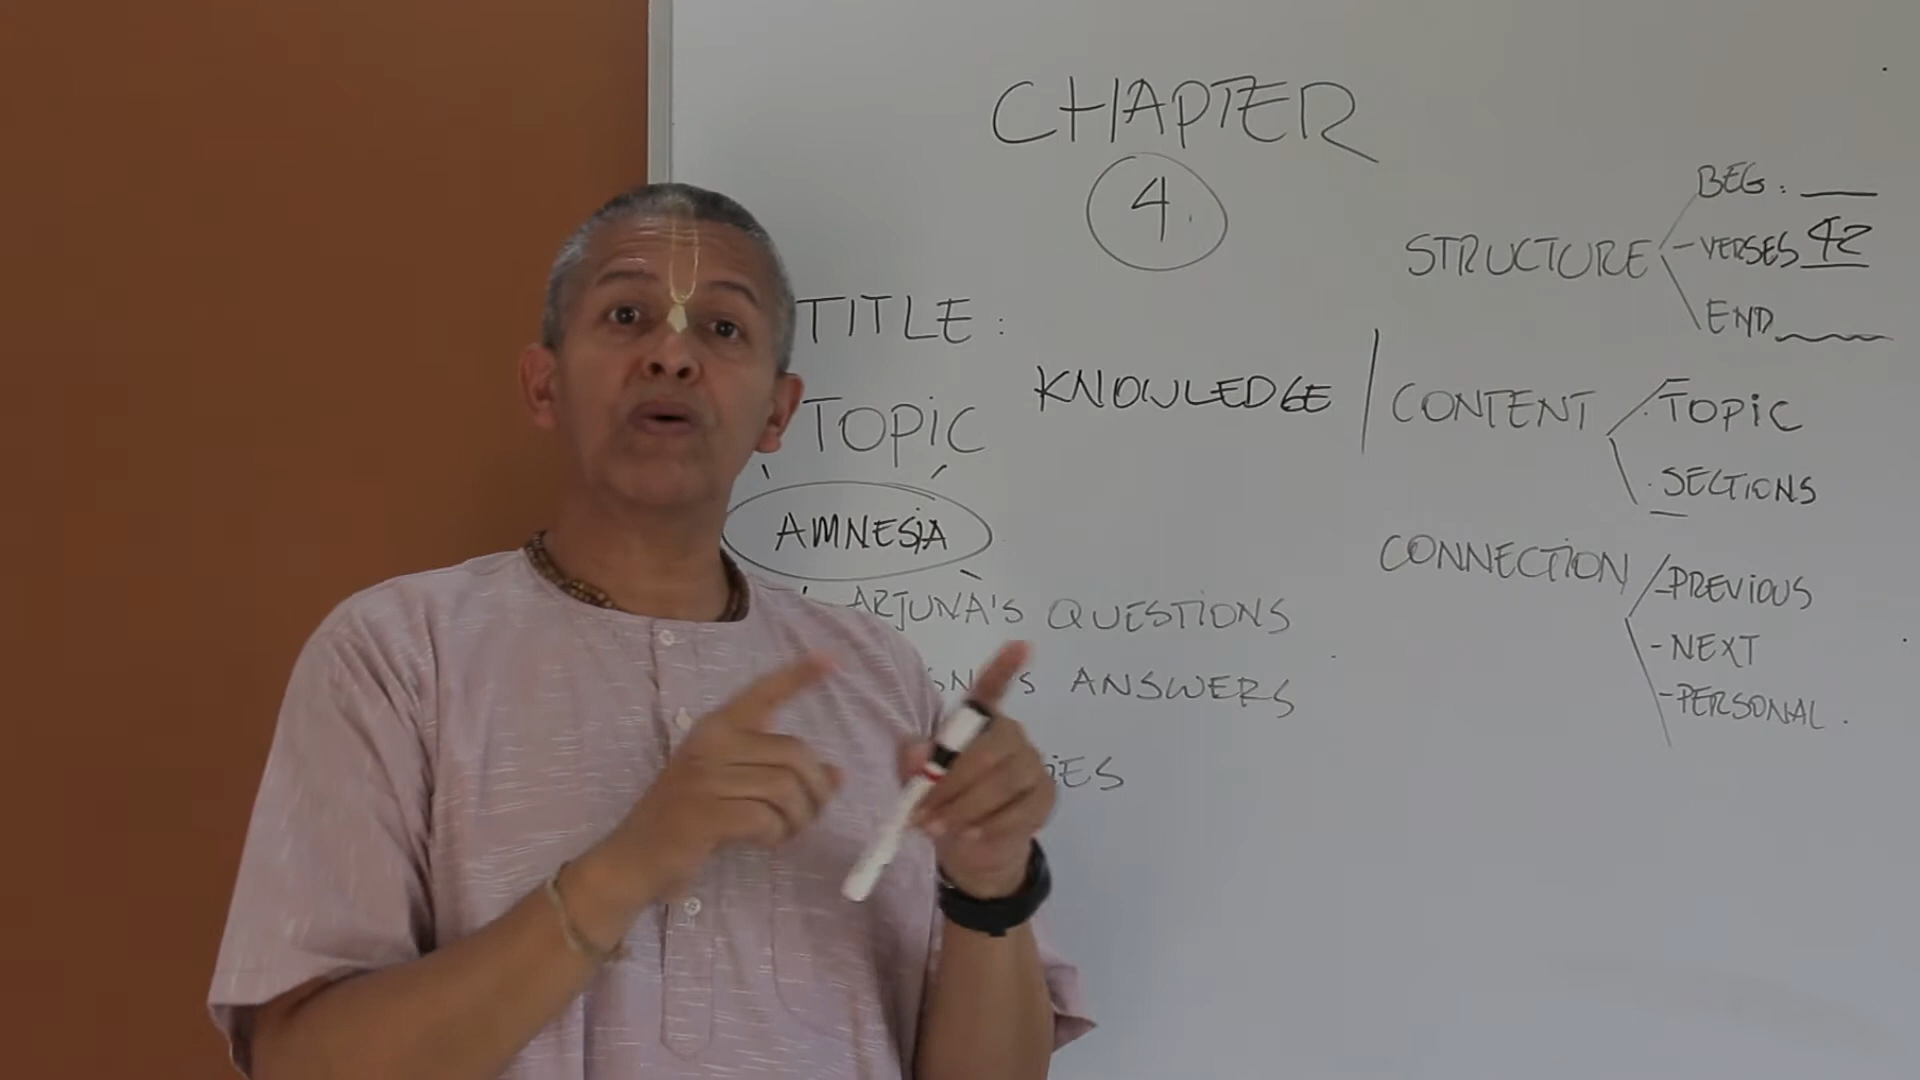 CHAPTER
4
TITLE:
TOPIC
KNOWLEDGE
AMNESIA
ARJUNA'S QUESTIONS
ANSWERS
STRUCTURE
BEG:
-VERSES 42
END
CONTENT
TOPIC
SECTIONS
CONNECTION
-PREVIOUS
-NEXT
-PERSONAL.